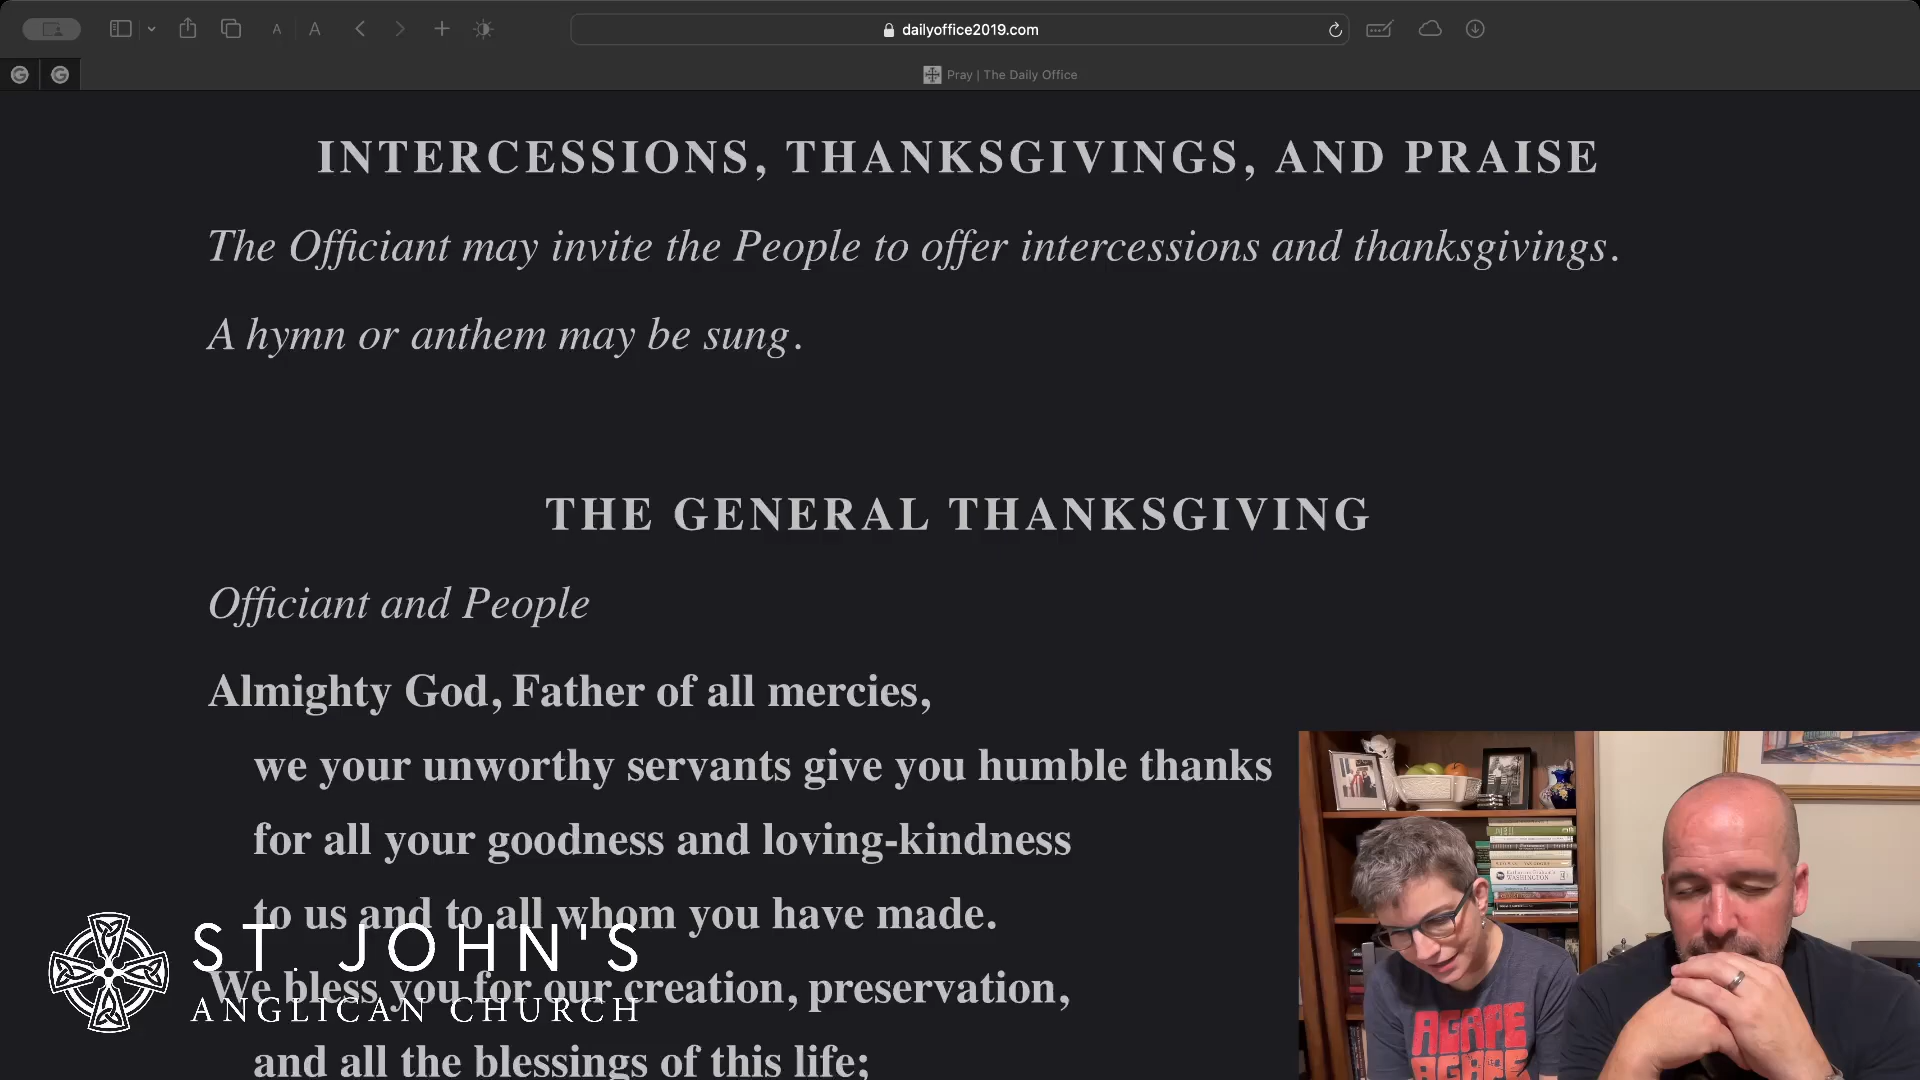 A A
dailyoffice2019.com
G G
Pray | The Daily Office
INTERCESSIONS, THANKSGIVINGS, AND PRAISE
The Officiant may invite the People to offer intercessions and thanksgivings.
A hymn or anthem may be sung.
THE GENERAL THANKSGIVING
Officiant and People
Almighty God, Father of all mercies,
we your unworthy servants give you humble thanks
for all your goodness and loving-kindness
to us and to all whom you have made.
We bless you for our creation, preservation,
and all the blessings of this life;
ST. JOHN'S
ANGLICAN CHURCH
WASHINGTON
AGAPE
AGAPE